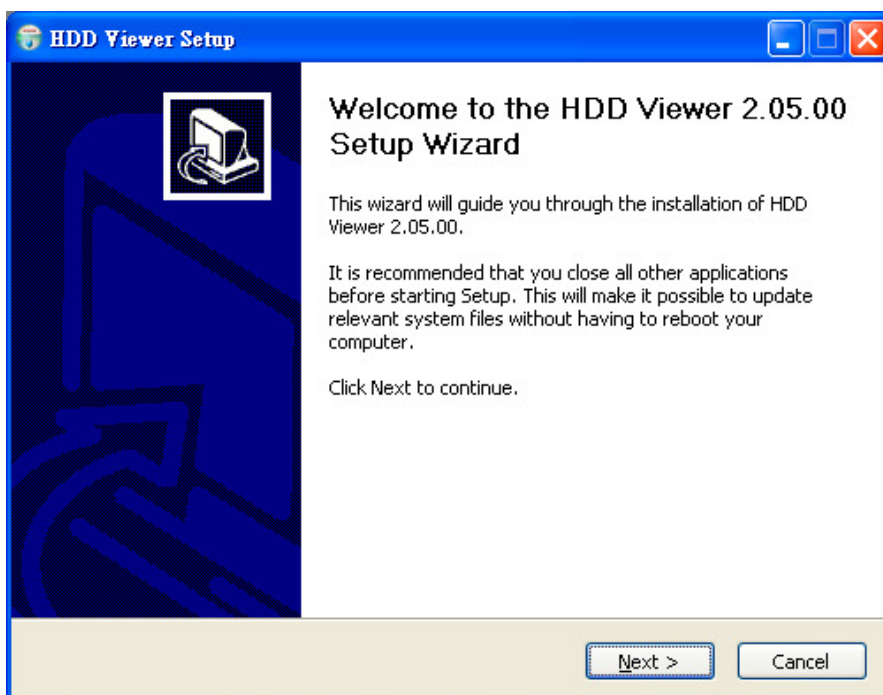 HDD Viewer Setup
Welcome to the HDD Viewer 2.05.00
Setup Wizard
This wizard will guide you through the installation of HDD
Viewer 2.05.00.
It is recommended that you close all other applications
before starting Setup. This will make it possible to update
relevant system files without having to reboot your
computer.
Click Next to continue.
Next >
Cancel